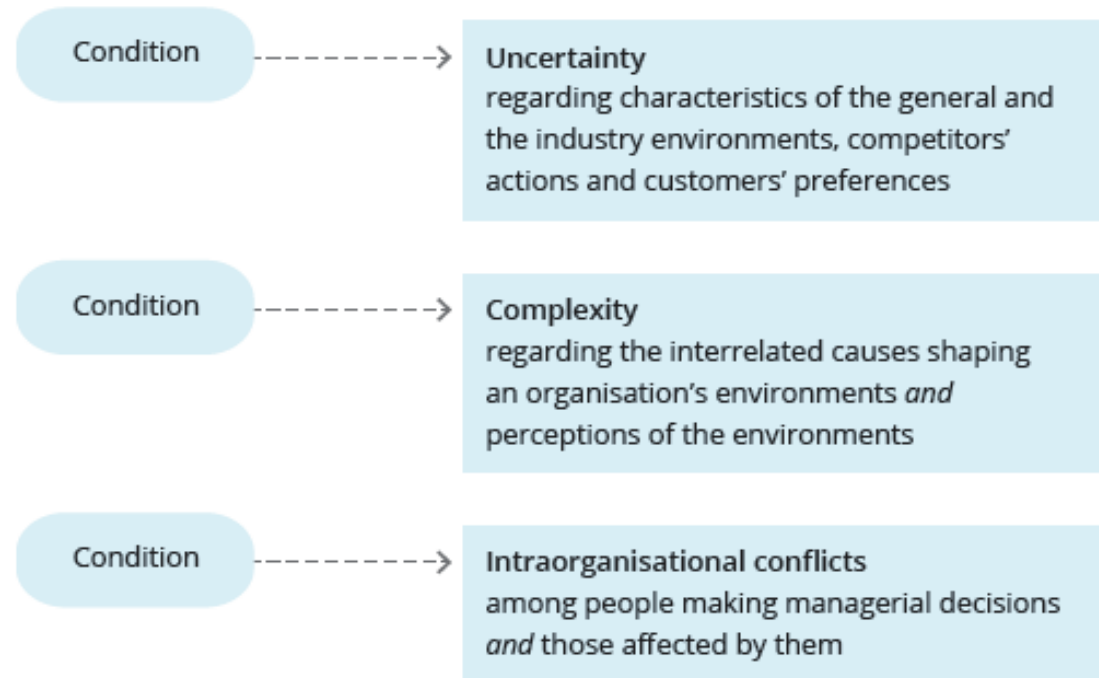 Condition
Uncertainty
regarding characteristics of the general and
the industry environments, competitors’
actions and customers’ preferences
Condition
Complexity
regarding the interrelated causes shaping
an organisation’s environments and
perceptions of the environments
Condition
Intraorganisational conflicts
among people making managerial decisions
and those affected by them